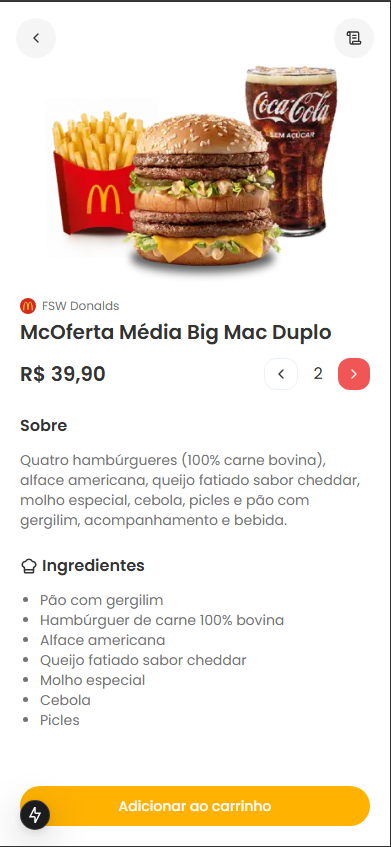 Coca-Cola
SEM AÇÚCAR
FSW Donalds
McOferta Média Big Mac Duplo
R$ 39,90
2
Sobre
Quatro hambúrgueres (100% carne bovina),
alface americana, queijo fatiado sabor cheddar,
molho especial, cebola, picles e pão com
gergilim, acompanhamento e bebida.
Ingredientes
Pão com gergilim
Hambúrguer de carne 100% bovina
Alface americana
Queijo fatiado sabor cheddar
Molho especial
Cebola
Picles
Adicionar ao carrinho